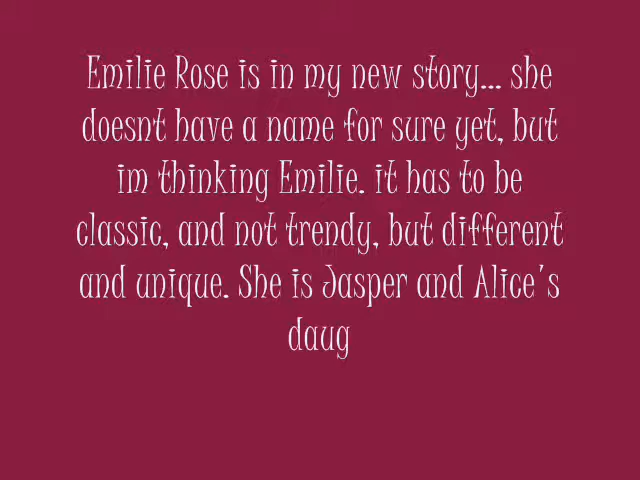 Emilie Rose is in my new story... she
doesnt have a name for sure yet, but
im thinking Emilie. it has to be
classic, and not trendy, but different
and unique. She is Jasper and Alice's
daug